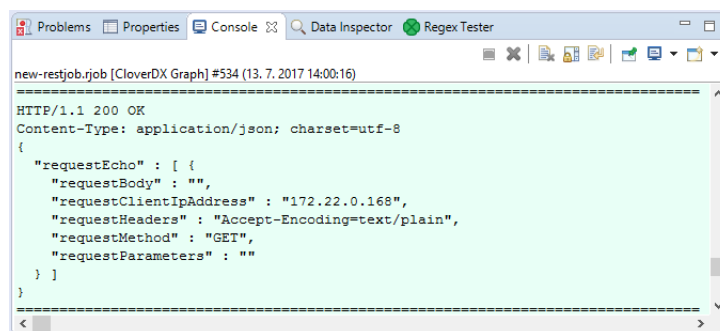 Problems Properties Console Data Inspector Regex Tester
new-restjob.rjob [CloverDX Graph] #534 (13. 7. 2017 14:00:16)
================================================================================
HTTP/1.1 200 OK
Content-Type: application/json; charset=utf-8
{
  "requestEcho" : [ {
    "requestBody" : "",
    "requestClientIpAddress" : "172.22.0.168",
    "requestHeaders" : "Accept-Encoding=text/plain",
    "requestMethod" : "GET",
    "requestParameters" : ""
  } ]
}
================================================================================